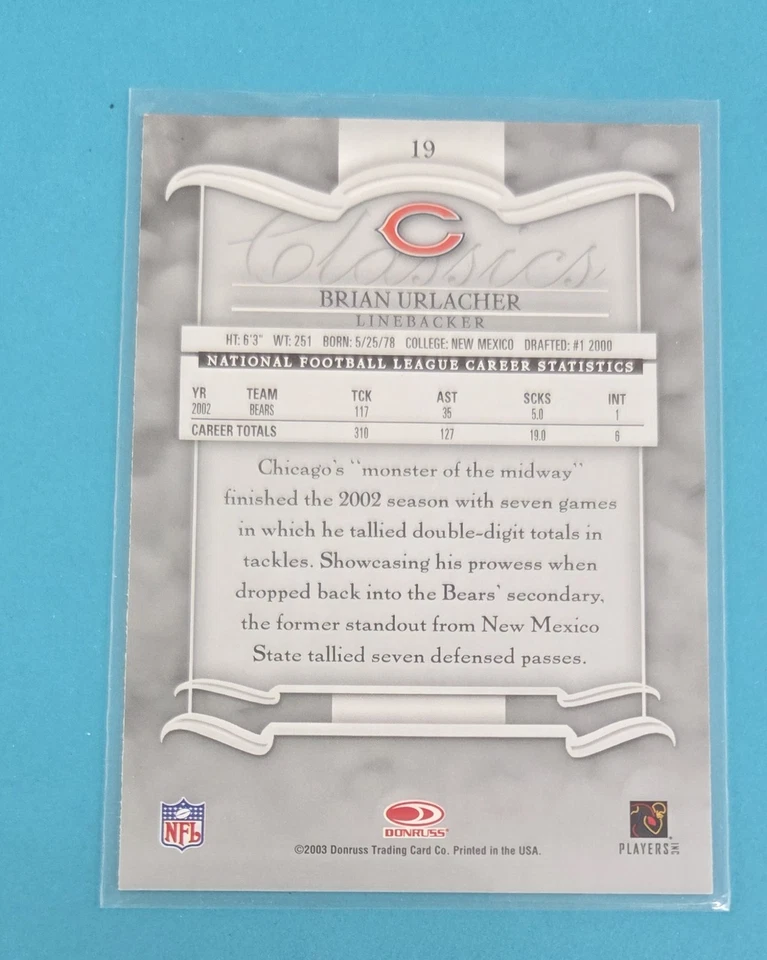 19
Classics
BRIAN URLACHER
LINEBACKER
HT: 6'3" WT: 251 BORN: 5/25/78 COLLEGE: NEW MEXICO DRAFTED: #1 2000
NATIONAL FOOTBALL LEAGUE CAREER STATISTICS
YR TEAM TCK AST SCKS INT
2002 BEARS 117 35 5.0 1
CAREER TOTALS 310 127 19.0 6
Chicago's "monster of the midway"
finished the 2002 season with seven games
in which he tallied double-digit totals in
tackles. Showcasing his prowess when
dropped back into the Bears' secondary,
the former standout from New Mexico
State tallied seven defensed passes.
NFL
DONRUSS
©2003 Donruss Trading Card Co. Printed in the USA.
PLAYERS INC